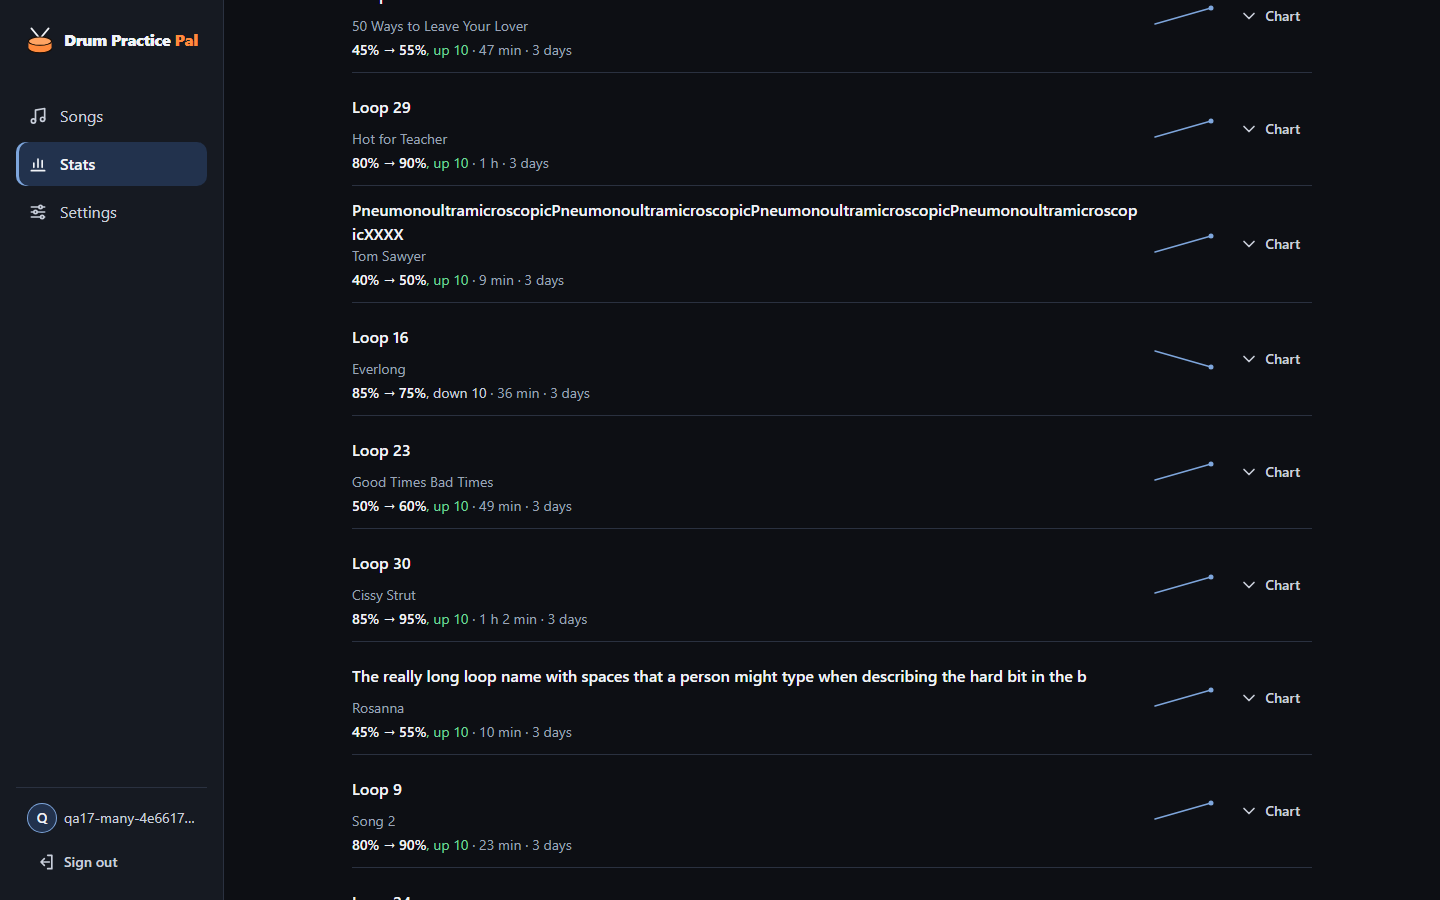 Drum Practice Pal
Songs
Stats
Settings
qa17-many-4e6617...
Sign out
50 Ways to Leave Your Lover
45% → 55%, up 10 · 47 min · 3 days
Chart
Loop 29
Hot for Teacher
80% → 90%, up 10 · 1 h · 3 days
Chart
PneumonoultramicroscopicPneumonoultramicroscopicPneumonoultramicroscopicPneumonoultramicroscop
icXXXX
Tom Sawyer
40% → 50%, up 10 · 9 min · 3 days
Chart
Loop 16
Everlong
85% → 75%, down 10 · 36 min · 3 days
Chart
Loop 23
Good Times Bad Times
50% → 60%, up 10 · 49 min · 3 days
Chart
Loop 30
Cissy Strut
85% → 95%, up 10 · 1 h 2 min · 3 days
Chart
The really long loop name with spaces that a person might type when describing the hard bit in the b
Rosanna
45% → 55%, up 10 · 10 min · 3 days
Chart
Loop 9
Song 2
80% → 90%, up 10 · 23 min · 3 days
Chart